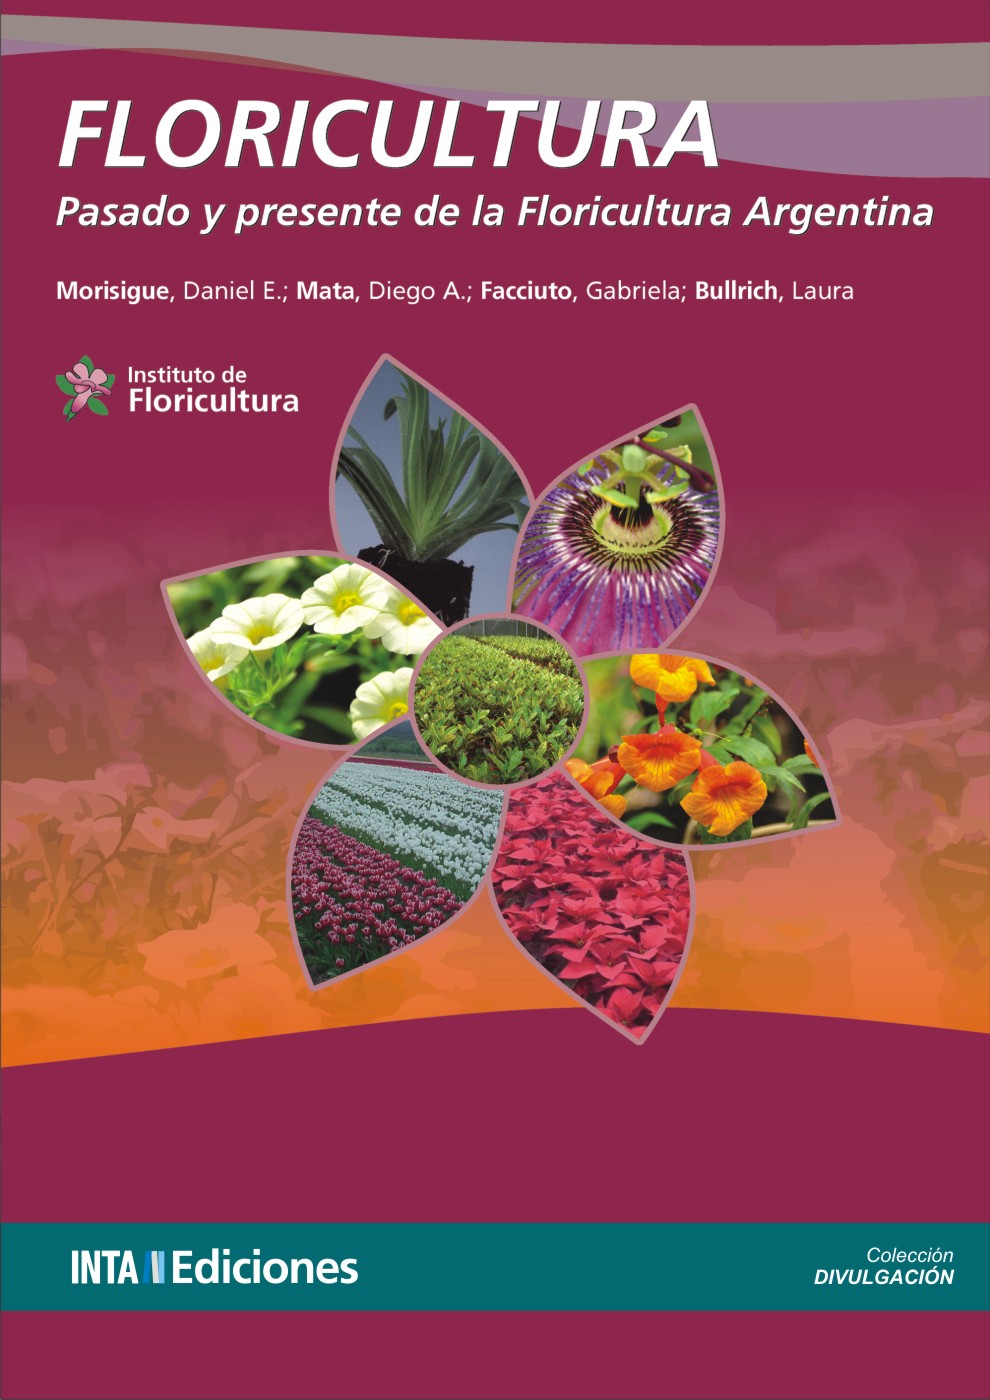 FLORICULTURA
Pasado y presente de la Floricultura Argentina
Morisigue, Daniel E.; Mata, Diego A.; Facciuto, Gabriela; Bullrich, Laura
Instituto de
Floricultura
INTA Ediciones
Colección
DIVULGACIÓN